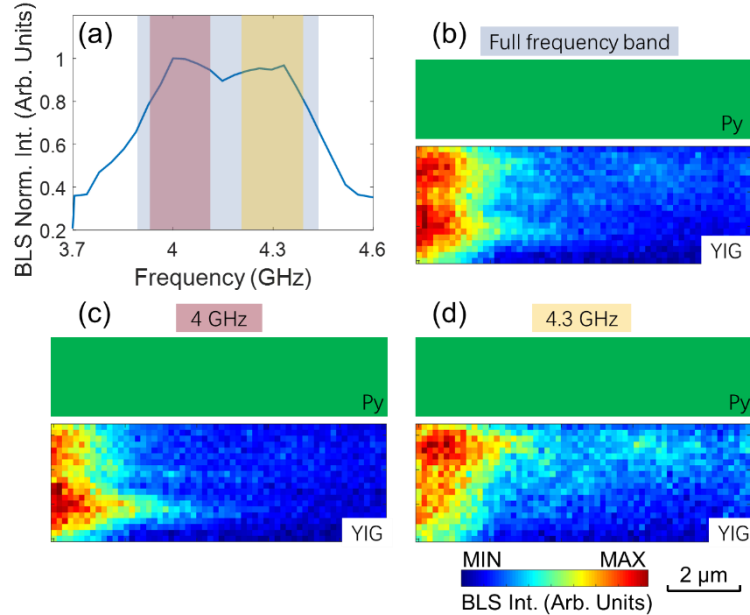 (a)
BLS Norm. Int. (Arb. Units)
1
0.8
0.6
0.4
0.2
3.7
4
4.3
4.6
Frequency (GHz)
(b)
Full frequency band
Py
YIG
(c)
4 GHz
Py
YIG
(d)
4.3 GHz
Py
YIG
MIN
MAX
BLS Int. (Arb. Units)
2 μm